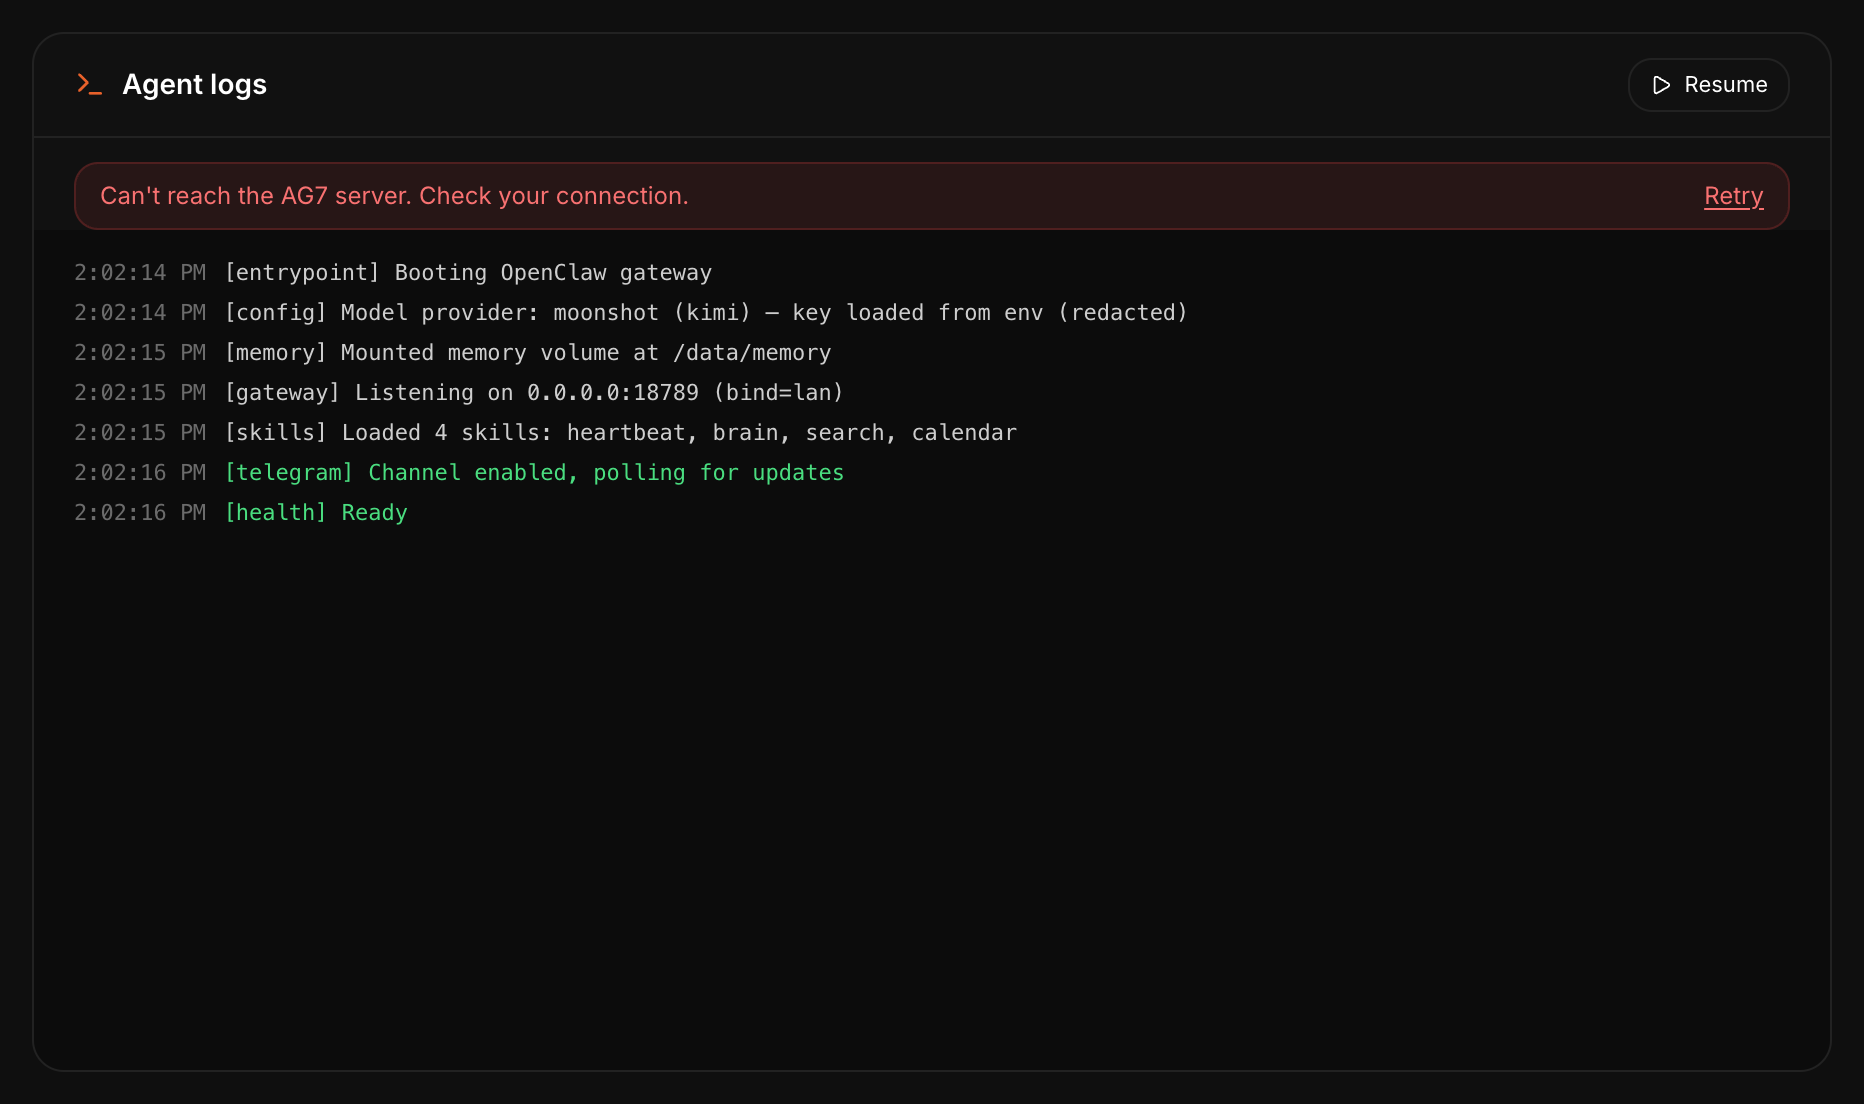 Agent logs
Resume
Can't reach the AG7 server. Check your connection.
Retry
2:02:14 PM [entrypoint] Booting OpenClaw gateway
2:02:14 PM [config] Model provider: moonshot (kimi) — key loaded from env (redacted)
2:02:15 PM [memory] Mounted memory volume at /data/memory
2:02:15 PM [gateway] Listening on 0.0.0.0:18789 (bind=lan)
2:02:15 PM [skills] Loaded 4 skills: heartbeat, brain, search, calendar
2:02:16 PM [telegram] Channel enabled, polling for updates
2:02:16 PM [health] Ready